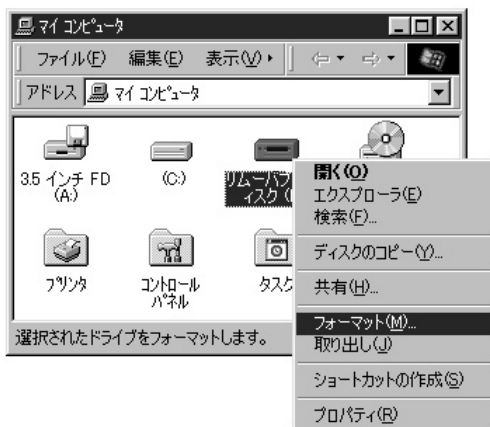 マイ コンピュータ
ファイル(F) 編集(E) 表示(V)
アドレス マイ コンピュータ
3.5 インチ FD
(A:)
(C:)
リムーバブ
ィスク (
プリンタ
コントロール
パネル
タスク
選択されたドライブをフォーマットします。
開く(O)
エクスプローラ(E)
検索(F)...
ディスクのコピー(Y)...
共有(H)...
フォーマット(M)...
取り出し(J)
ショートカットの作成(S)
プロパティ(R)